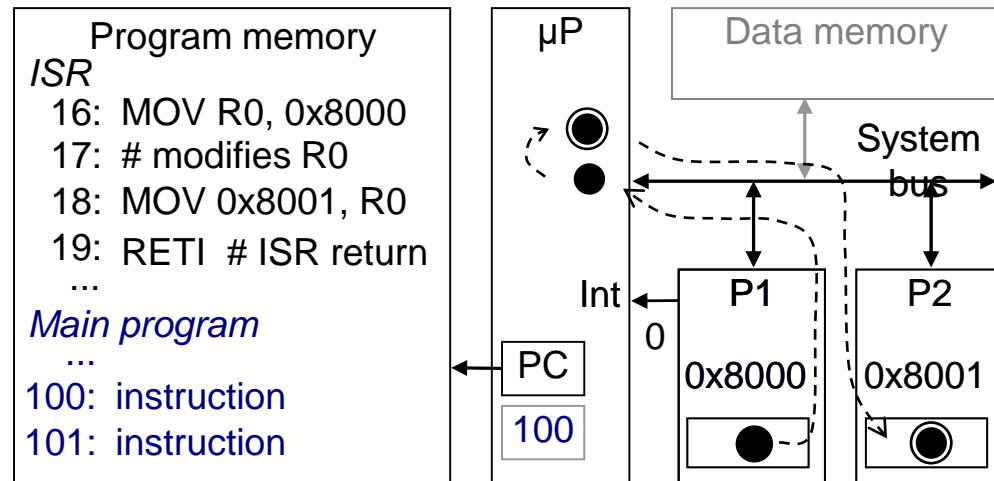 Program memory
ISR
16: MOV R0, 0x8000
17: # modifies R0
18: MOV 0x8001, R0
19: RETI # ISR return
...
Main program
...
100: instruction
101: instruction
µP
Int
PC
100
Data memory
System
bus
0
P1
0x8000
P2
0x8001